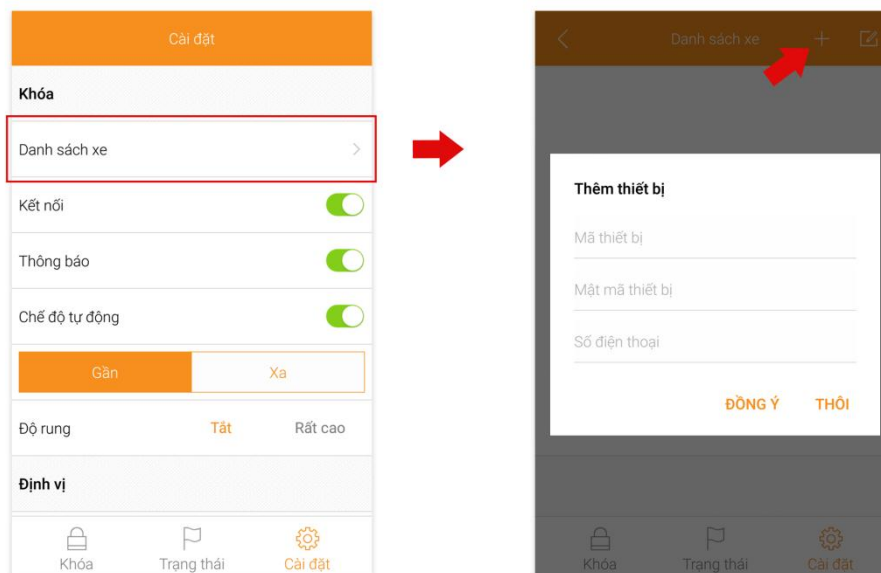 Cài đặt
Khóa
Danh sách xe
Kết nối
Thông báo
Chế độ tự động
Gần Xa
Độ rung Tắt Rất cao
Định vị
Khóa Trạng thái Cài đặt
Danh sách xe
Thêm thiết bị
Mã thiết bị
Mật mã thiết bị
Số điện thoại
ĐỒNG Ý THÔI
Khóa Trạng thái Cài đặt